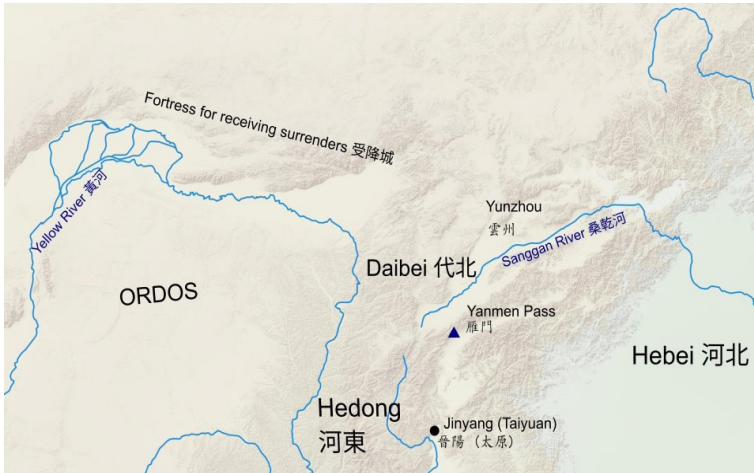 Fortress for receiving surrenders 受降城
Yellow River 黃河
Yunzhou
雲州
Sanggan River 桑乾河
Daibei 代北
ORDOS
Yanmen Pass
雁門
Hebei 河北
Hedong
河東
Jinyang (Taiyuan)
晉陽（太原）